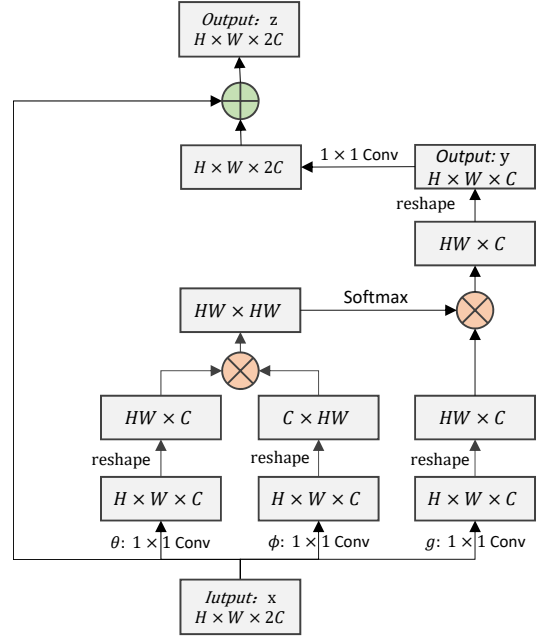 Output: z
H × W × 2C
H × W × 2C
1 × 1 Conv
Output: y
H × W × C
reshape
HW × C
HW × HW
Softmax
HW × C
C × HW
HW × C
reshape
reshape
reshape
H × W × C
H × W × C
H × W × C
θ: 1 × 1 Conv
ϕ: 1 × 1 Conv
g: 1 × 1 Conv
Iutput: x
H × W × 2C